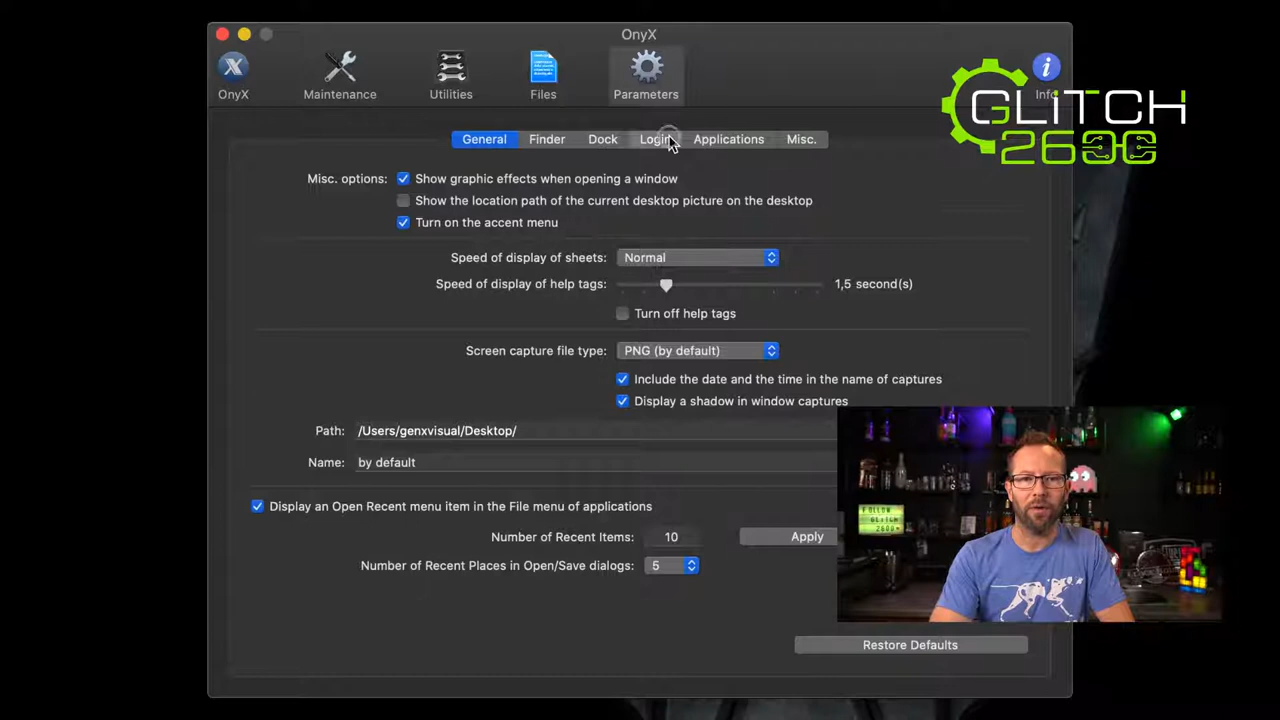 OnyX
OnyX
Maintenance
Utilities
Files
Parameters
Info
GLiTCH
2600
General
Finder
Dock
Login
Applications
Misc.
Misc. options:
Show graphic effects when opening a window
Show the location path of the current desktop picture on the desktop
Turn on the accent menu
Speed of display of sheets:
Normal
Speed of display of help tags:
1,5 second(s)
Turn off help tags
Screen capture file type:
PNG (by default)
Include the date and the time in the name of captures
Display a shadow in window captures
Path:
/Users/genxvisual/Desktop/
Name:
by default
Display an Open Recent menu item in the File menu of applications
Number of Recent Items:
10
Apply
Number of Recent Places in Open/Save dialogs:
5
Restore Defaults
FOLLOW
GLITCH
2600